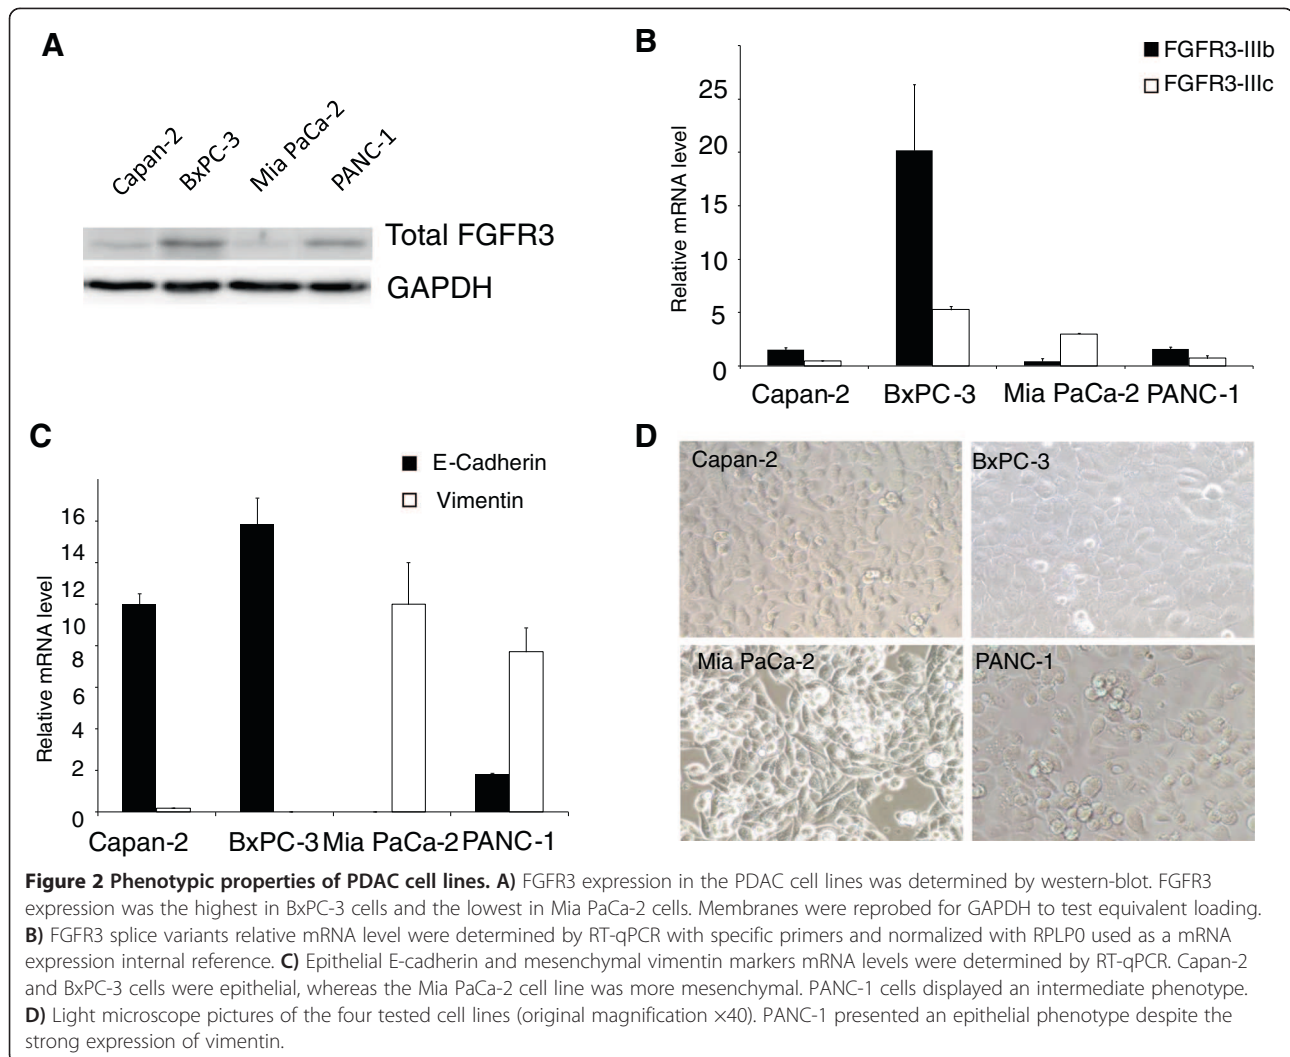 A
Capan-2
BxPC-3
Mia PaCa-2
PANC-1
Total FGFR3
GAPDH
B
FGFR3-IIIb
FGFR3-IIIc
Relative mRNA level
25
20
15
10
5
0
Capan-2
BxPC-3
Mia PaCa-2
PANC-1
C
E-Cadherin
Vimentin
Relative mRNA level
16
12
10
8
6
4
2
0
Capan-2
BxPC-3
Mia PaCa-2
PANC-1
D
Capan-2
BxPC-3
Mia PaCa-2
PANC-1
Figure 2 Phenotypic properties of PDAC cell lines. A) FGFR3 expression in the PDAC cell lines was determined by western-blot. FGFR3
expression was the highest in BxPC-3 cells and the lowest in Mia PaCa-2 cells. Membranes were reprobed for GAPDH to test equivalent loading.
B) FGFR3 splice variants relative mRNA level were determined by RT-qPCR with specific primers and normalized with RPLP0 used as a mRNA
expression internal reference. C) Epithelial E-cadherin and mesenchymal vimentin markers mRNA levels were determined by RT-qPCR. Capan-2
and BxPC-3 cells were epithelial, whereas the Mia PaCa-2 cell line was more mesenchymal. PANC-1 cells displayed an intermediate phenotype.
D) Light microscope pictures of the four tested cell lines (original magnification ×40). PANC-1 presented an epithelial phenotype despite the
strong expression of vimentin.